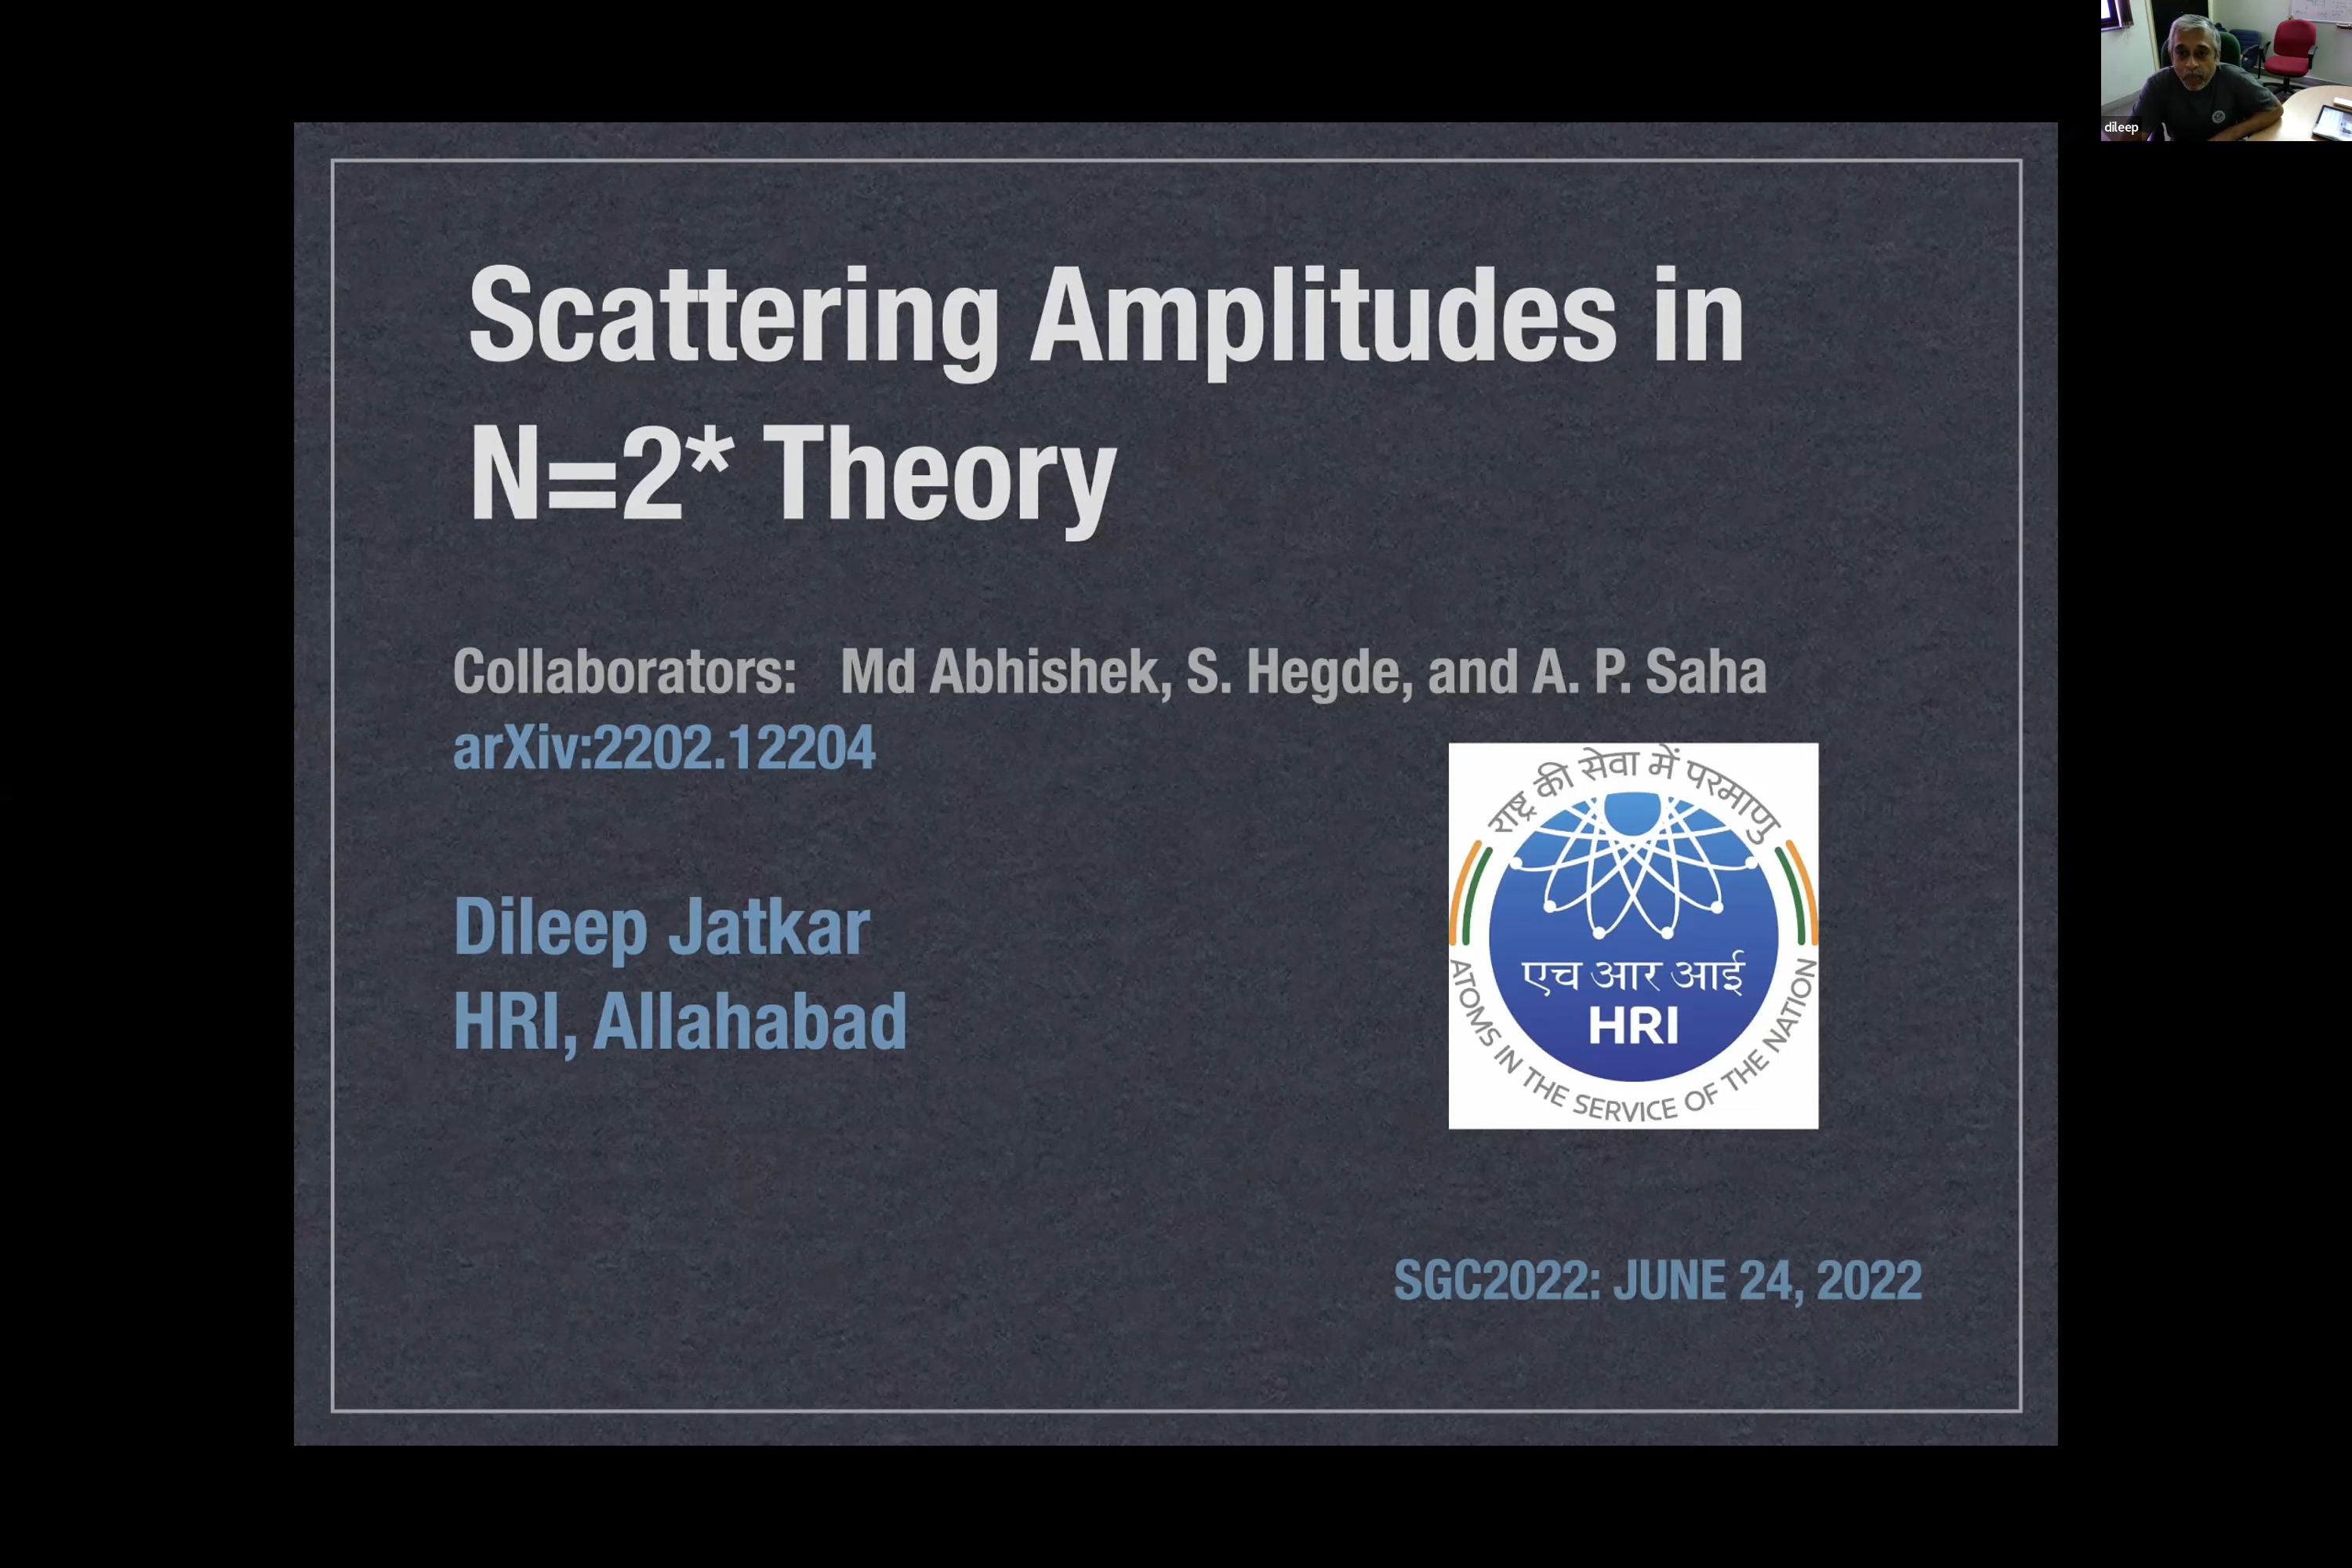 dileep
Scattering Amplitudes in
N=2* Theory
Collaborators: Md Abhishek, S. Hegde, and A. P. Saha
arXiv:2202.12204
Dileep Jatkar
HRI, Allahabad
राष्ट्र की सेवा में परमाणु
एच आर आई
HRI
ATOMS IN THE SERVICE OF THE NATION
SGC2022: JUNE 24, 2022